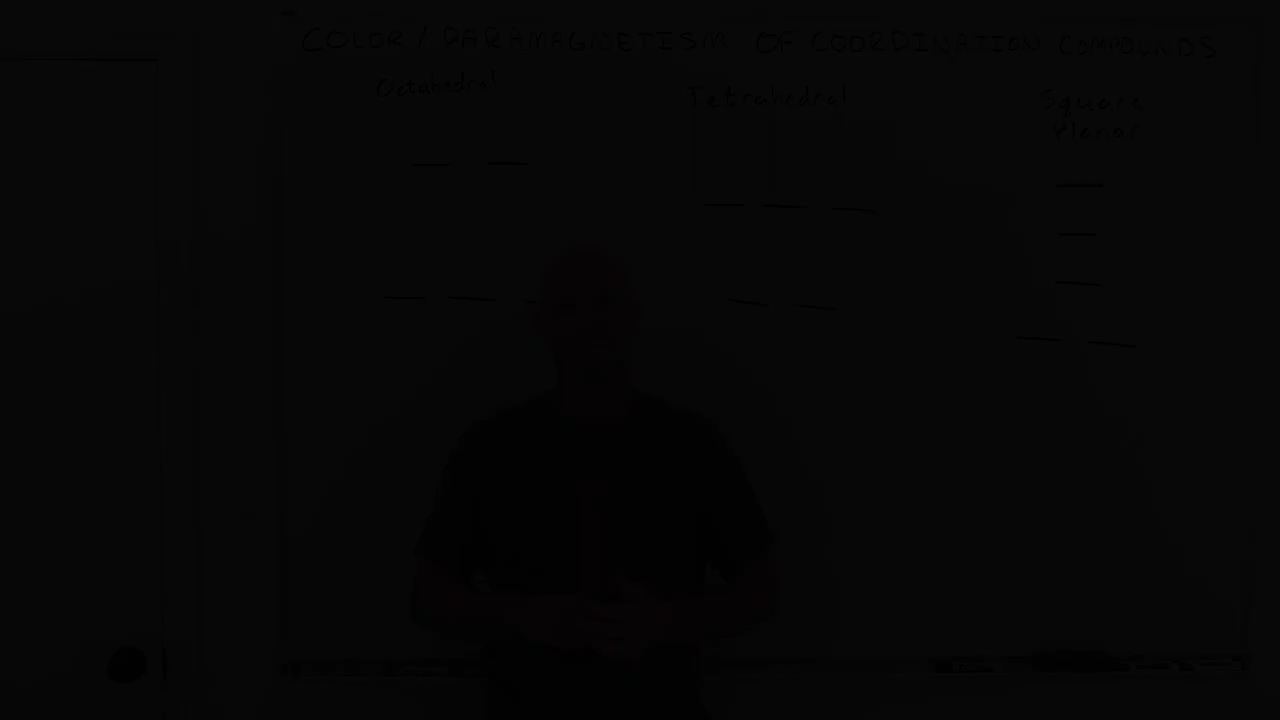 COLOR / PARAMAGNETISM OF COORDINATION COMPOUNDS
Octahedral
Tetrahedral
Square
Planar